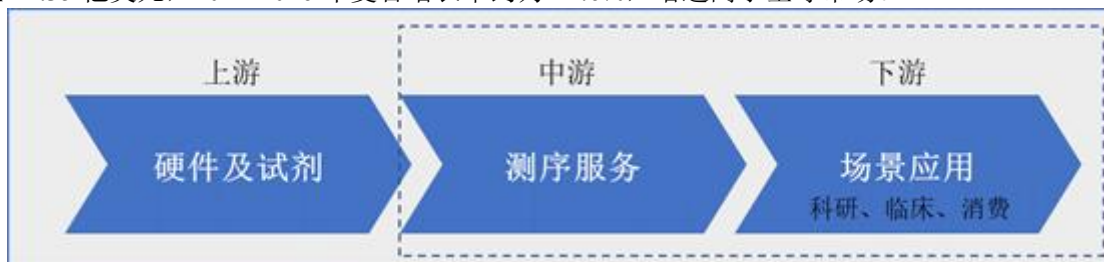 上游
中游
下游
硬件及试剂
测序服务
场景应用
科研、临床、消费